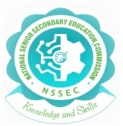 NATIONAL SENIOR SECONDARY EDUCATION COMMISSION
NSSEC
Knowledge and Skills